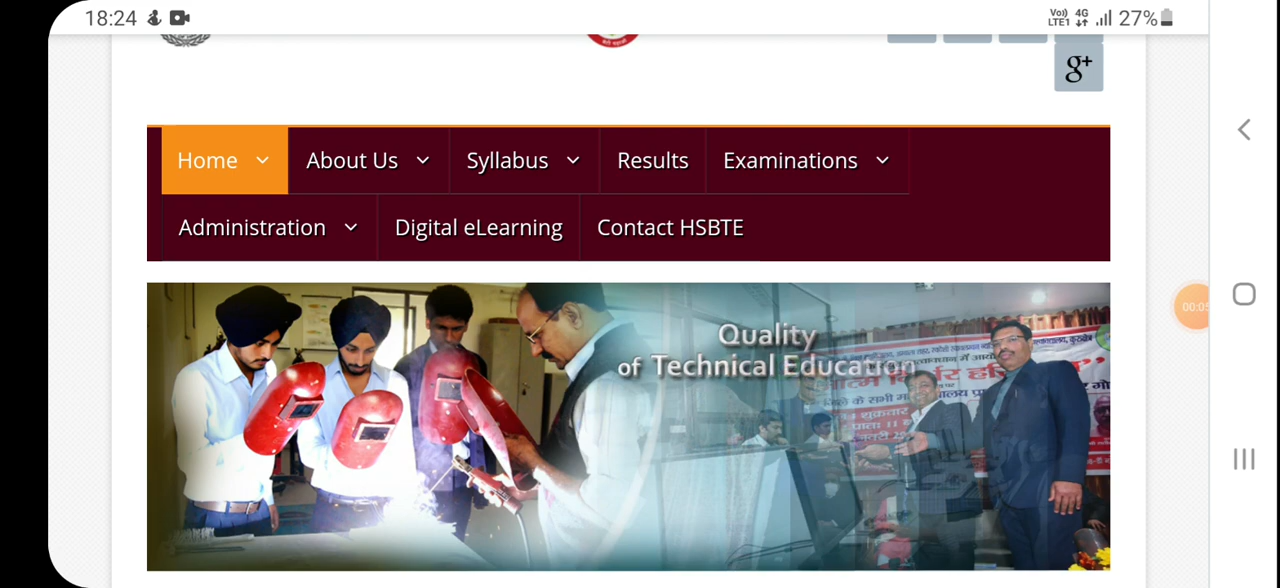 18:24
Vo)) 4G
LTE1 27%
बेटी बचाओ
g+
Home About Us Syllabus Results Examinations
Administration Digital eLearning Contact HSBTE
00:05
Quality
of Technical Education